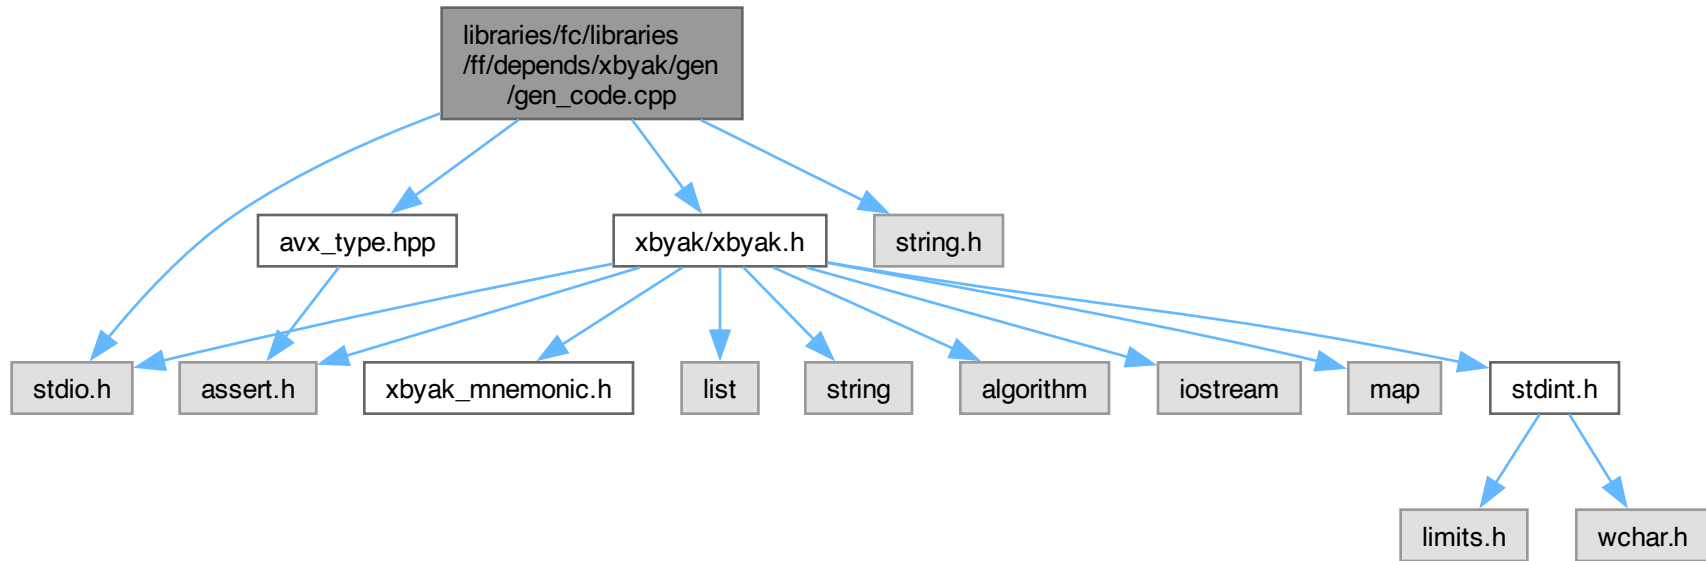 libraries/fc/libraries
/ff/depends/xbyak/gen
/gen_code.cpp
avx_type.hpp
xbyak/xbyak.h
string.h
stdio.h
assert.h
xbyak_mnemonic.h
list
string
algorithm
iostream
map
stdint.h
limits.h
wchar.h